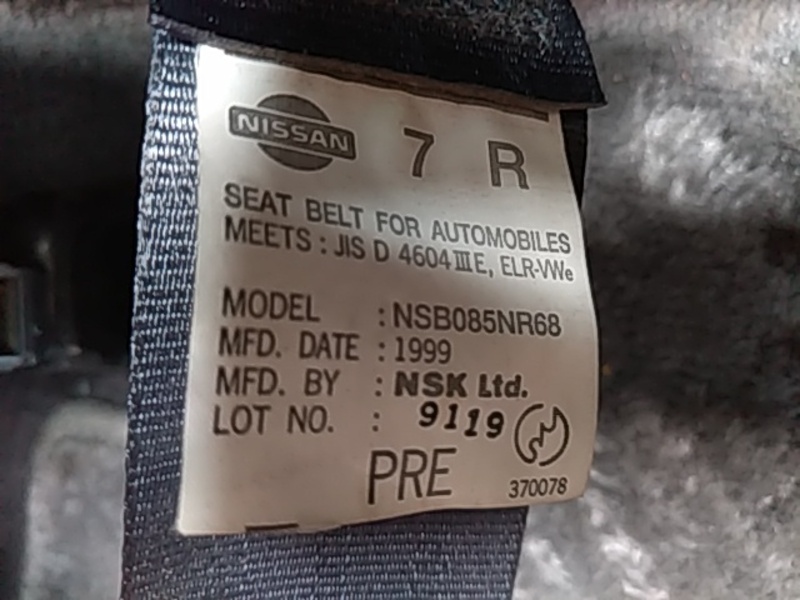 NISSAN 7 R
SEAT BELT FOR AUTOMOBILES
MEETS : JIS D 4604 III E, ELR-VWe
MODEL : NSB085NR68
MFD. DATE : 1999
MFD. BY : NSK Ltd.
LOT NO. : 9119
PRE 370078